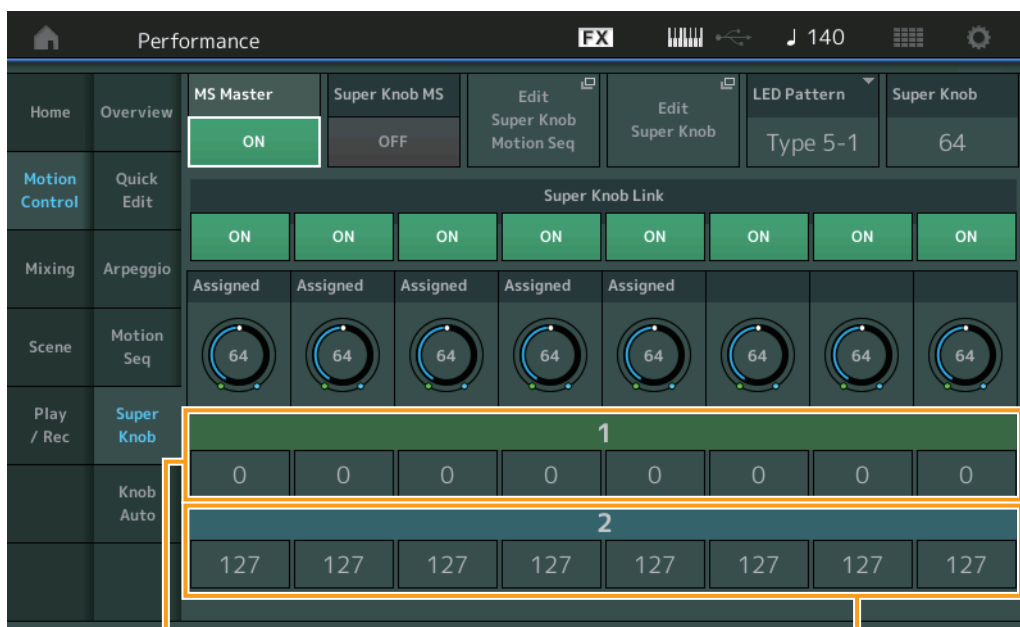 Performance
FX
♩ 140
Home
Overview
MS Master
ON
Super Knob MS
OFF
Edit
Super Knob
Motion Seq
Edit
Super Knob
LED Pattern
Type 5-1
Super Knob
64
Motion
Control
Quick
Edit
Super Knob Link
ON ON ON ON ON ON ON ON
Mixing
Arpeggio
Assigned Assigned Assigned Assigned Assigned
Scene
Motion
Seq
64 64 64 64 64 64 64 64
Play
/ Rec
Super
Knob
1
0 0 0 0 0 0 0 0
Knob
Auto
2
127 127 127 127 127 127 127 127